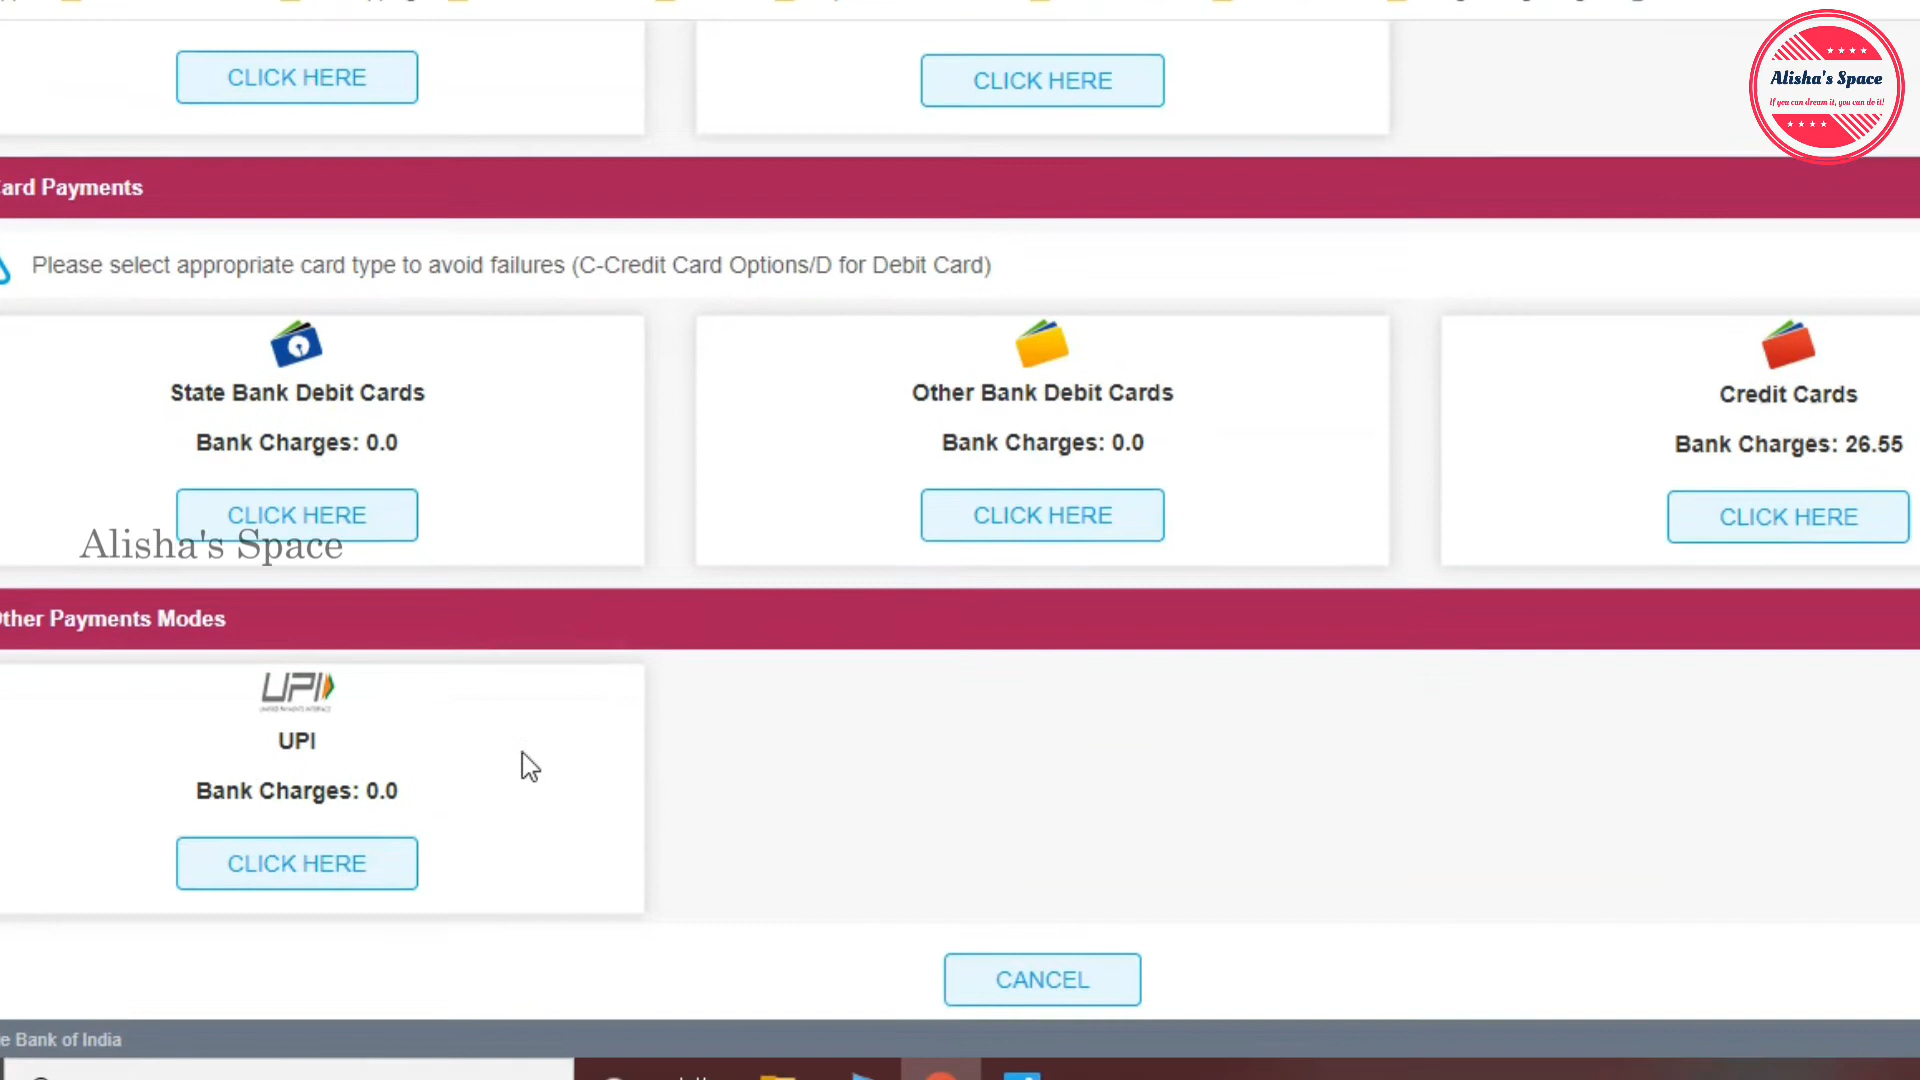 CLICK HERE
CLICK HERE
Alisha's Space
If you can dream it, you can do it!
ard Payments
Please select appropriate card type to avoid failures (C-Credit Card Options/D for Debit Card)
State Bank Debit Cards
Other Bank Debit Cards
Credit Cards
Bank Charges: 0.0
Bank Charges: 0.0
Bank Charges: 26.55
CLICK HERE
CLICK HERE
CLICK HERE
Alisha's Space
ther Payments Modes
UPI
UNIFIED PAYMENTS INTERFACE
UPI
Bank Charges: 0.0
CLICK HERE
CANCEL
e Bank of India